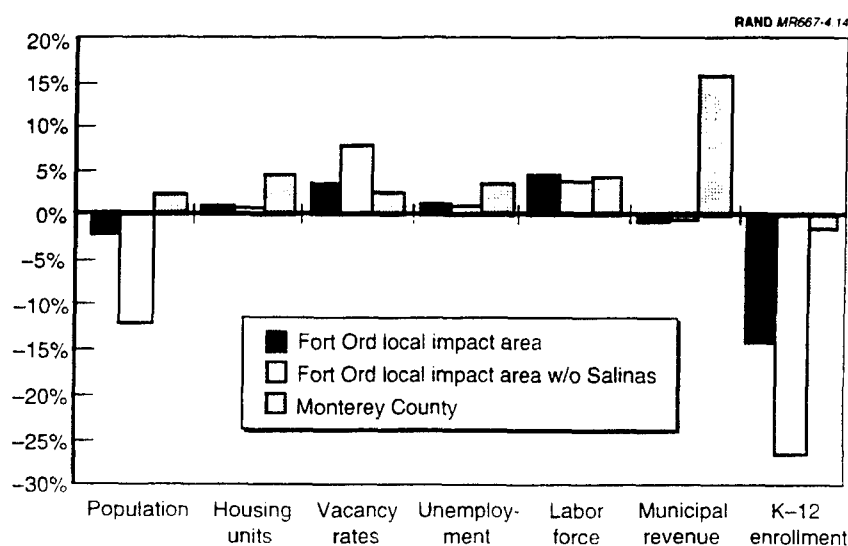 RAND MR667-4.14
20%
15%
10%
5%
0%
−5%
−10%
−15%
−20%
−25%
−30%
Fort Ord local impact area
Fort Ord local impact area w/o Salinas
Monterey County
Population Housing units Vacancy rates Unemploy-ment Labor force Municipal revenue K–12 enrollment